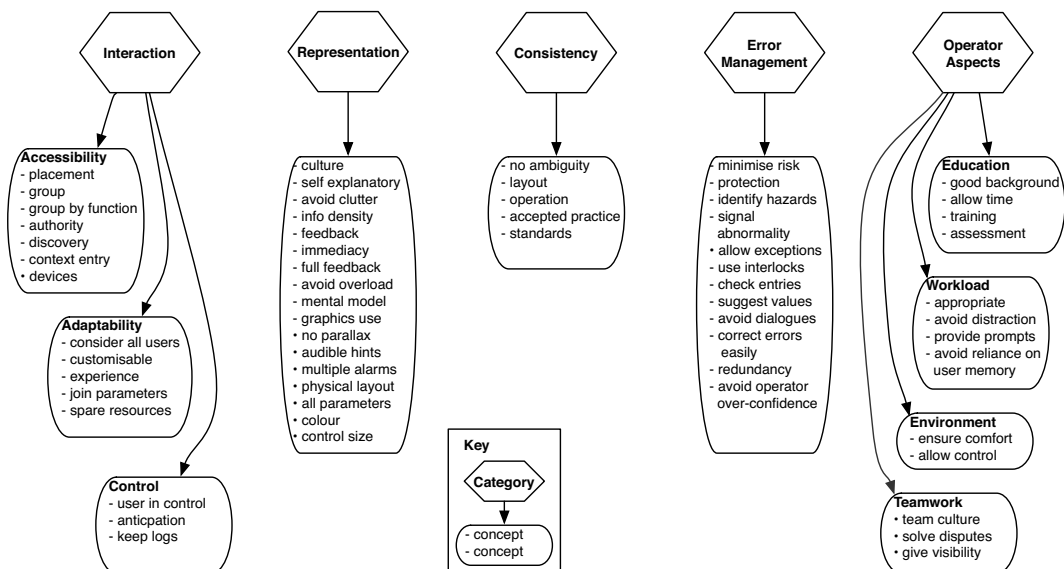 Interaction
Representation
Consistency
Error
Management
Operator
Aspects
Accessibility
- placement
- group
- group by function
- authority
- discovery
- context entry
• devices
Adaptability
- consider all users
- customisable
- experience
- join parameters
- spare resources
Control
- user in control
- anticpation
- keep logs
- culture
- self explanatory
- avoid clutter
- info density
- feedback
- immediacy
- full feedback
- avoid overload
- mental model
- graphics use
• no parallax
• audible hints
• multiple alarms
• physical layout
• all parameters
• colour
• control size
- no ambiguity
- layout
- operation
- accepted practice
- standards
- minimise risk
- protection
- identify hazards
- signal
abnormality
• allow exceptions
- use interlocks
- check entries
- suggest values
- avoid dialogues
- correct errors
easily
- redundancy
- avoid operator
over-confidence
Education
- good background
- allow time
- training
- assessment
Workload
- appropriate
- avoid distraction
- provide prompts
- avoid reliance on
user memory
Environment
- ensure comfort
- allow control
Teamwork
• team culture
• solve disputes
• give visibility
Key
Category
- concept
- concept